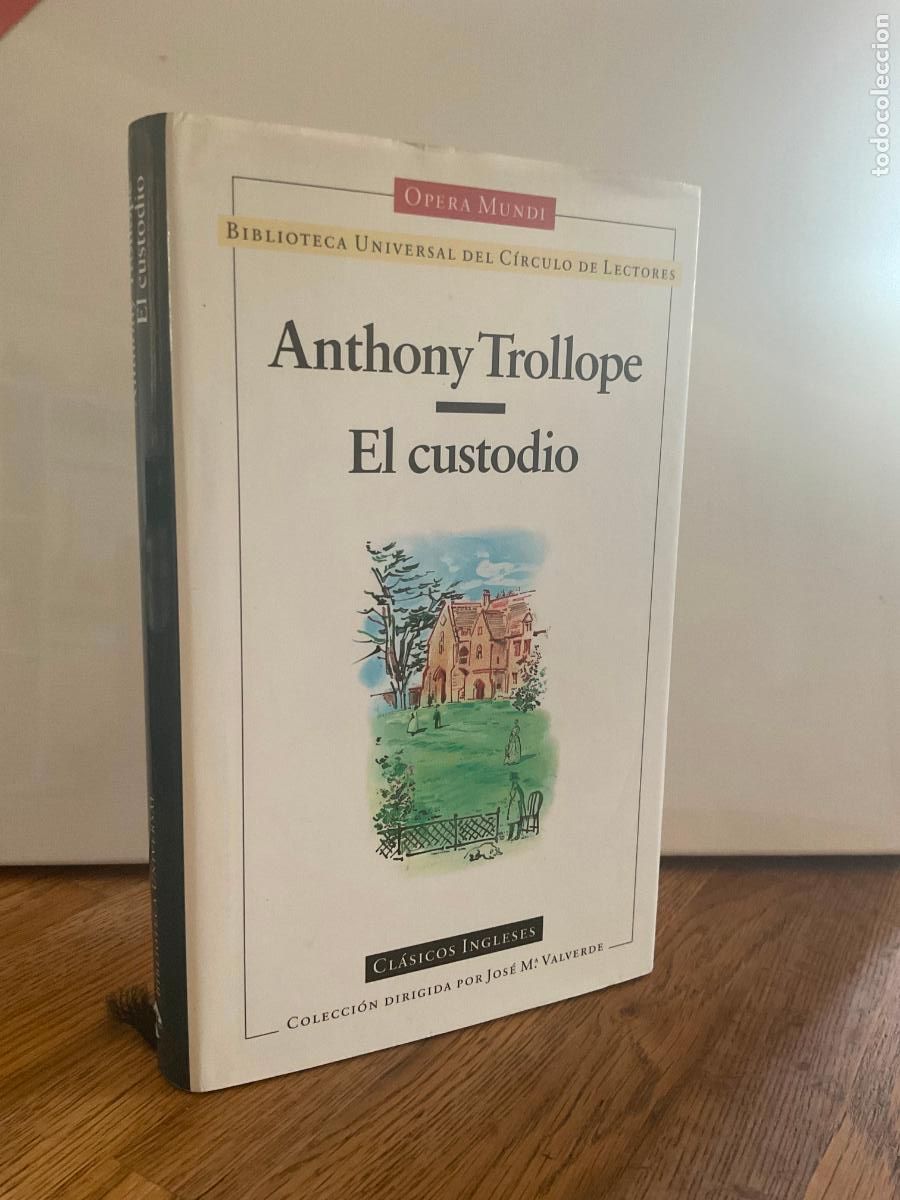 OPERA MUNDI
BIBLIOTECA UNIVERSAL DEL CÍRCULO DE LECTORES
Anthony Trollope
El custodio
CLÁSICOS INGLESES
COLECCIÓN DIRIGIDA POR JOSÉ M.ª VALVERDE
El custodio
todocoleccion